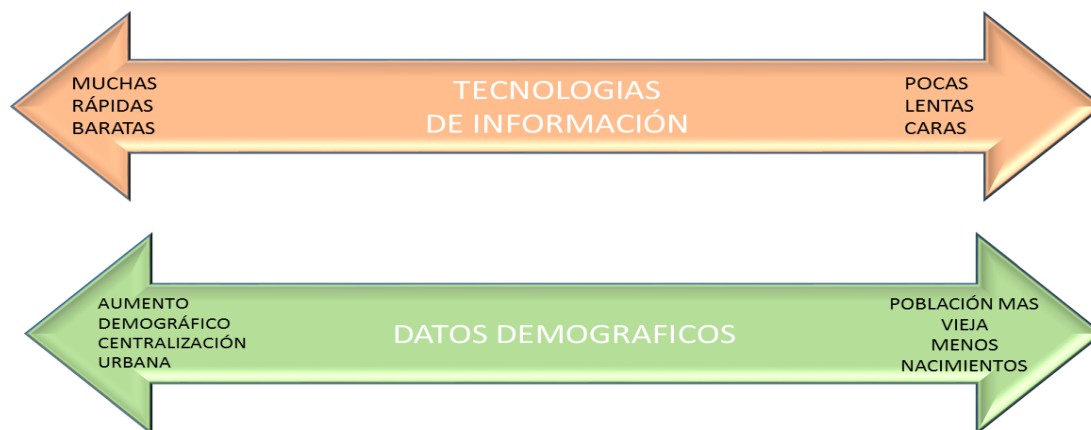 MUCHAS
RÁPIDAS
BARATAS
TECNOLOGIAS
DE INFORMACIÓN
POCAS
LENTAS
CARAS
AUMENTO
DEMOGRÁFICO
CENTRALIZACIÓN
URBANA
DATOS DEMOGRAFICOS
POBLACIÓN MAS
VIEJA
MENOS
NACIMIENTOS